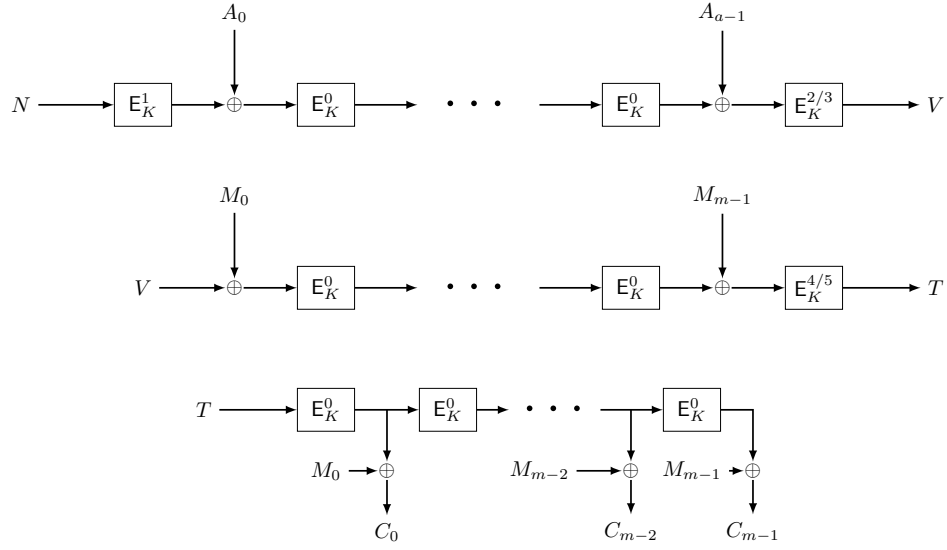 A_0 A_{a−1}
N E_K^1 ⊕ E_K^0 • • • E_K^0 ⊕ E_K^{2/3} V
M_0 M_{m−1}
V ⊕ E_K^0 • • • E_K^0 ⊕ E_K^{4/5} T
T E_K^0 E_K^0 • • • E_K^0
M_0 ⊕ M_{m−2} ⊕ M_{m−1} ⊕
C_0 C_{m−2} C_{m−1}